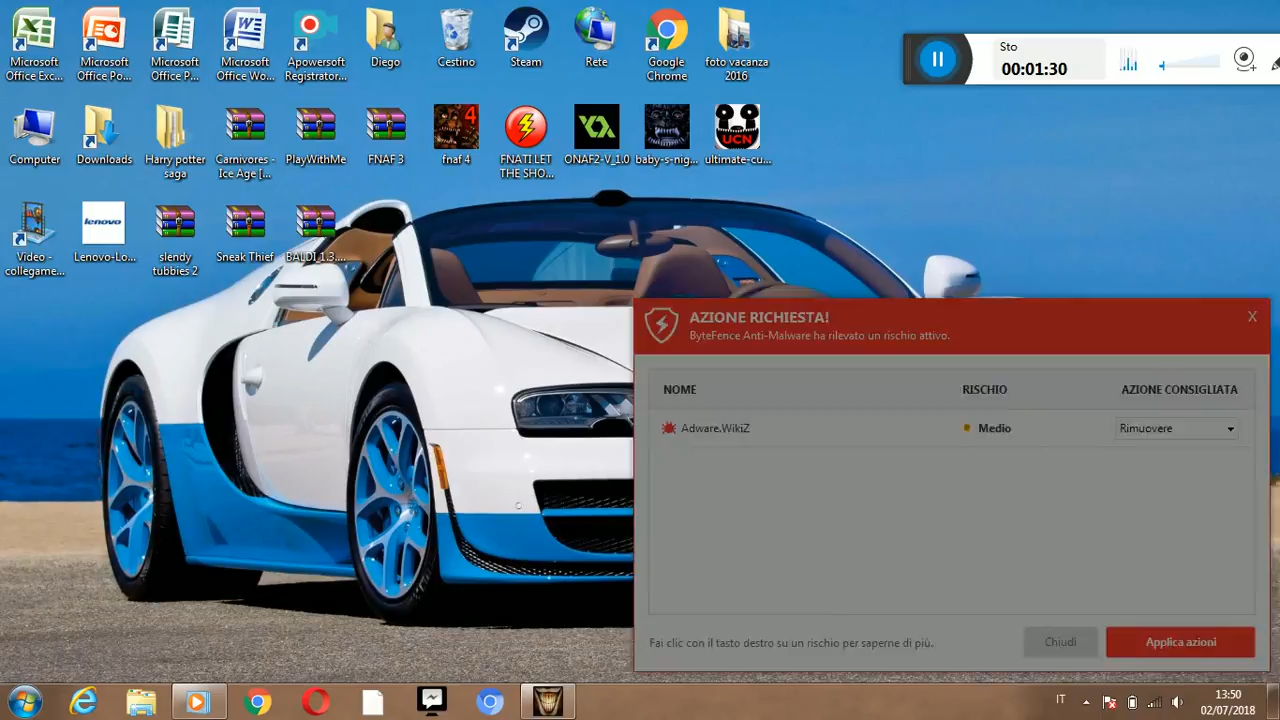 Microsoft Office Exc...
Microsoft Office Po...
Microsoft Office P...
Microsoft Office Wo...
Apowersoft Registrator...
Diego
Cestino
Steam
Rete
Google Chrome
foto vacanza 2016
Sto
00:01:30
Computer
Downloads
Harry potter saga
Carnivores - Ice Age [...
PlayWithMe
FNAF 3
4
fnaf 4
FNATI LET THE SHO...
ONAF2-V_1.0
baby-s-nig...
UCN
ultimate-cu...
Video - collegame...
lenovo
Lenovo-Lo...
slendy tubbies 2
Sneak Thief
BALDI_1.3....
AZIONE RICHIESTA!
X
ByteFence Anti-Malware ha rilevato un rischio attivo.
NOME
RISCHIO
AZIONE CONSIGLIATA
Adware.WikiZ
Medio
Rimuovere
Fai clic con il tasto destro su un rischio per saperne di più.
Chiudi
Applica azioni
IT
13:50
02/07/2018